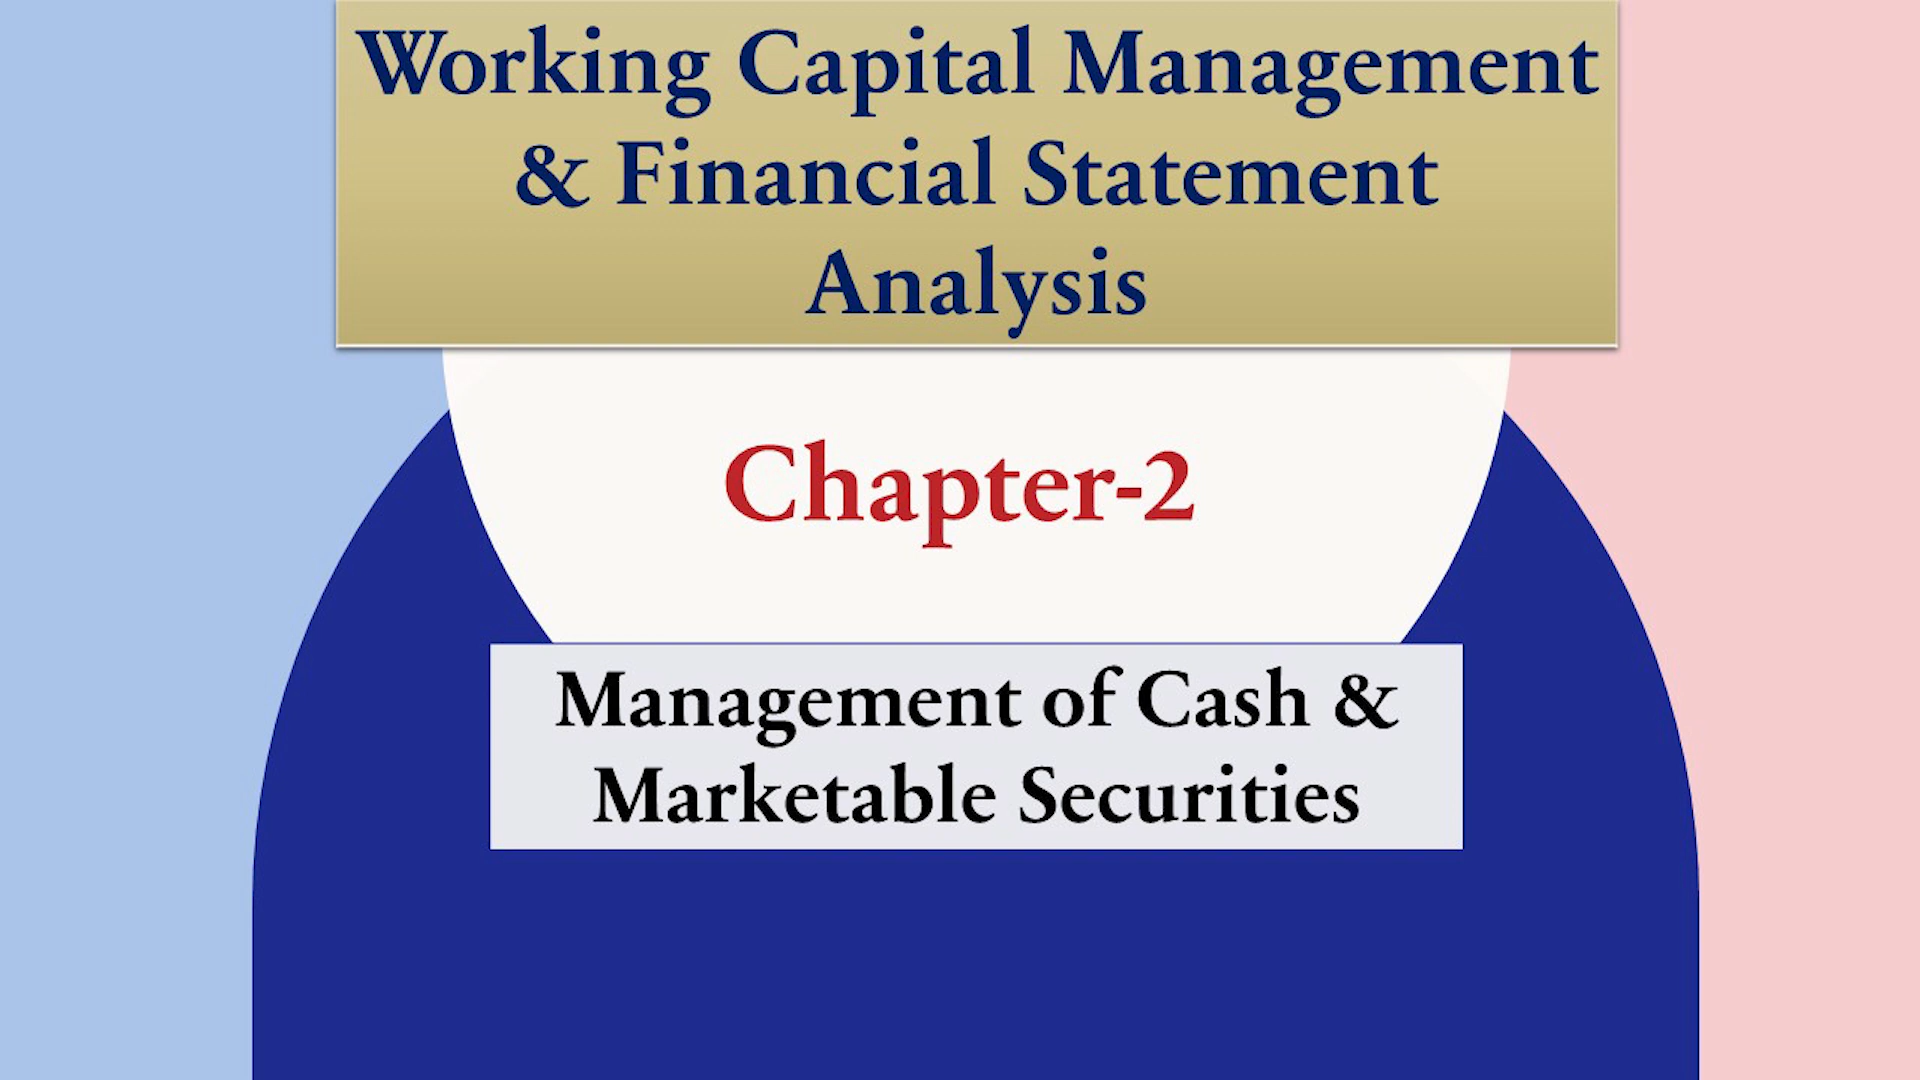 Working Capital Management
& Financial Statement
Analysis
Chapter-2
Management of Cash &
Marketable Securities